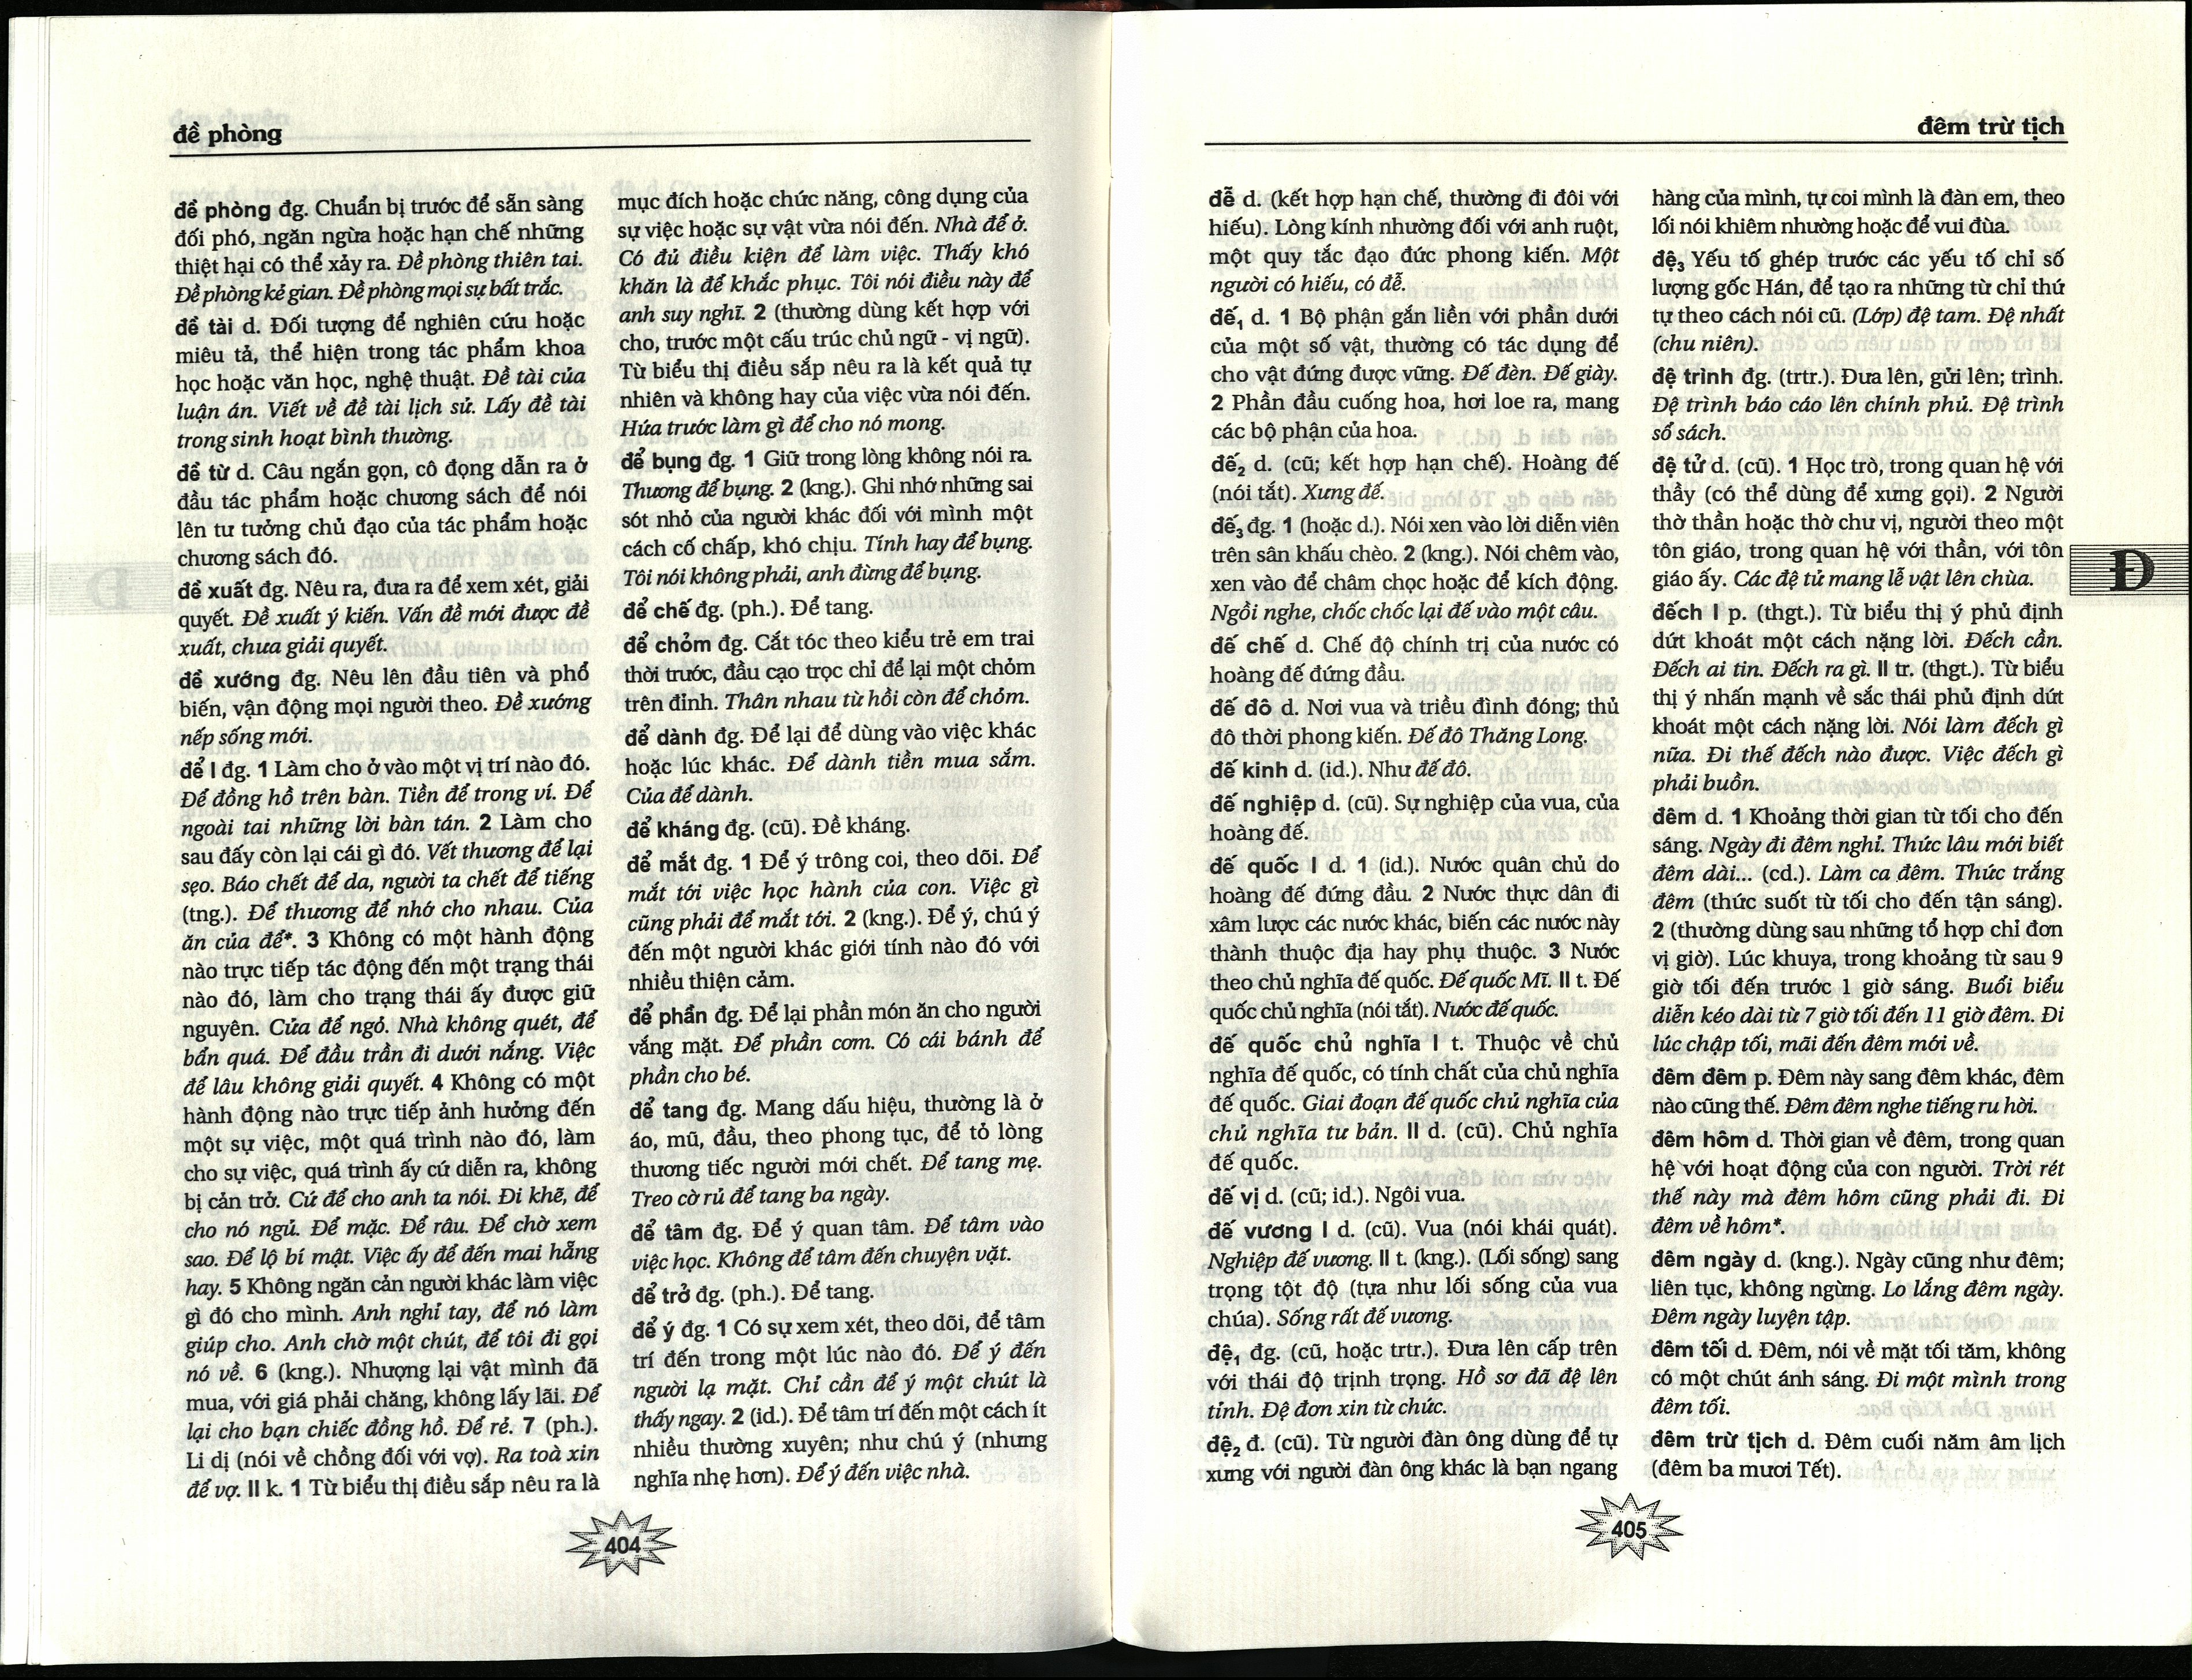 đề phòng
đề phòng đg. Chuẩn bị trước để sẵn sàng
đối phó, ngăn ngừa hoặc hạn chế những
thiệt hại có thể xảy ra. Đề phòng thiên tai.
Đề phòng kẻ gian. Đề phòng mọi sự bất trắc.
đề tài d. Đối tượng để nghiên cứu hoặc
miêu tả, thể hiện trong tác phẩm khoa
học hoặc văn học, nghệ thuật. Đề tài của
luận án. Viết về đề tài lịch sử. Lấy đề tài
trong sinh hoạt bình thường.
đề từ d. Câu ngắn gọn, cô đọng dẫn ra ở
đầu tác phẩm hoặc chương sách để nói
lên tư tưởng chủ đạo của tác phẩm hoặc
chương sách đó.
đề xuất đg. Nêu ra, đưa ra để xem xét, giải
quyết. Đề xuất ý kiến. Vấn đề mới được đề
xuất, chưa giải quyết.
đề xướng đg. Nêu lên đầu tiên và phổ
biến, vận động mọi người theo. Đề xướng
nếp sống mới.
để I đg. 1 Làm cho ở vào một vị trí nào đó.
Để đồng hồ trên bàn. Tiền để trong ví. Để
ngoài tai những lời bàn tán. 2 Làm cho
sau đấy còn lại cái gì đó. Vết thương để lại
sẹo. Báo chết để da, người ta chết để tiếng
(tng.). Để thương để nhớ cho nhau. Của
ăn của để*. 3 Không có một hành động
nào trực tiếp tác động đến một trạng thái
nào đó, làm cho trạng thái ấy được giữ
nguyên. Cửa để ngỏ. Nhà không quét, để
bẩn quá. Để đầu trần đi dưới nắng. Việc
để lâu không giải quyết. 4 Không có một
hành động nào trực tiếp ảnh hưởng đến
một sự việc, một quá trình nào đó, làm
cho sự việc, quá trình ấy cứ diễn ra, không
bị cản trở. Cứ để cho anh ta nói. Đi khẽ, để
cho nó ngủ. Để mặc. Để râu. Để chờ xem
sao. Để lộ bí mật. Việc ấy để đến mai hẵng
hay. 5 Không ngăn cản người khác làm việc
gì đó cho mình. Anh nghỉ tay, để nó làm
giúp cho. Anh chờ một chút, để tôi đi gọi
nó về. 6 (kng.). Nhượng lại vật mình đã
mua, với giá phải chăng, không lấy lãi. Để
lại cho bạn chiếc đồng hồ. Để rẻ. 7 (ph.).
Li dị (nói về chồng đối với vợ). Ra toà xin
để vợ. II k. 1 Từ biểu thị điều sắp nêu ra là
mục đích hoặc chức năng, công dụng của
sự việc hoặc sự vật vừa nói đến. Nhà để ở.
Có đủ điều kiện để làm việc. Thấy khó
khăn là để khắc phục. Tôi nói điều này để
anh suy nghĩ. 2 (thường dùng kết hợp với
cho, trước một cấu trúc chủ ngữ - vị ngữ).
Từ biểu thị điều sắp nêu ra là kết quả tự
nhiên và không hay của việc vừa nói đến.
Hứa trước làm gì để cho nó mong.
để bụng đg. 1 Giữ trong lòng không nói ra.
Thương để bụng. 2 (kng.). Ghi nhớ những sai
sót nhỏ của người khác đối với mình một
cách cố chấp, khó chịu. Tính hay để bụng.
Tôi nói không phải, anh đừng để bụng.
để chế đg. (ph.). Để tang.
để chỏm đg. Cắt tóc theo kiểu trẻ em trai
thời trước, đầu cạo trọc chỉ để lại một chỏm
trên đỉnh. Thân nhau từ hồi còn để chỏm.
để dành đg. Để lại để dùng vào việc khác
hoặc lúc khác. Để dành tiền mua sắm.
Của để dành.
để kháng đg. (cũ). Đề kháng.
để mắt đg. 1 Để ý trông coi, theo dõi. Để
mắt tới việc học hành của con. Việc gì
cũng phải để mắt tới. 2 (kng.). Để ý, chú ý
đến một người khác giới tính nào đó với
nhiều thiện cảm.
để phần đg. Để lại phần món ăn cho người
vắng mặt. Để phần cơm. Có cái bánh để
phần cho bé.
để tang đg. Mang dấu hiệu, thường là ở
áo, mũ, đầu, theo phong tục, để tỏ lòng
thương tiếc người mới chết. Để tang mẹ.
Treo cờ rủ để tang ba ngày.
để tâm đg. Để ý quan tâm. Để tâm vào
việc học. Không để tâm đến chuyện vặt.
để trở đg. (ph.). Để tang.
để ý đg. 1 Có sự xem xét, theo dõi, để tâm
trí đến trong một lúc nào đó. Để ý đến
người lạ mặt. Chỉ cần để ý một chút là
thấy ngay. 2 (id.). Để tâm trí đến một cách ít
nhiều thường xuyên; như chú ý (nhưng
nghĩa nhẹ hơn). Để ý đến việc nhà.
404
đêm trừ tịch
đễ d. (kết hợp hạn chế, thường đi đôi với
hiếu). Lòng kính nhường đối với anh ruột,
một quy tắc đạo đức phong kiến. Một
người có hiếu, có đễ.
đế₁ d. 1 Bộ phận gắn liền với phần dưới
của một số vật, thường có tác dụng để
cho vật đứng được vững. Đế đèn. Đế giày.
2 Phần đầu cuống hoa, hơi loe ra, mang
các bộ phận của hoa.
đế₂ d. (cũ; kết hợp hạn chế). Hoàng đế
(nói tắt). Xưng đế.
đế₃ đg. 1 (hoặc d.). Nói xen vào lời diễn viên
trên sân khấu chèo. 2 (kng.). Nói chêm vào,
xen vào để châm chọc hoặc để kích động.
Ngồi nghe, chốc chốc lại đế vào một câu.
đế chế d. Chế độ chính trị của nước có
hoàng đế đứng đầu.
đế đô d. Nơi vua và triều đình đóng; thủ
đô thời phong kiến. Đế đô Thăng Long.
đế kinh d. (id.). Như đế đô.
đế nghiệp d. (cũ). Sự nghiệp của vua, của
hoàng đế.
đế quốc I d. 1 (id.). Nước quân chủ do
hoàng đế đứng đầu. 2 Nước thực dân đi
xâm lược các nước khác, biến các nước này
thành thuộc địa hay phụ thuộc. 3 Nước
theo chủ nghĩa đế quốc. Đế quốc Mĩ. II t. Đế
quốc chủ nghĩa (nói tắt). Nước đế quốc.
đế quốc chủ nghĩa I t. Thuộc về chủ
nghĩa đế quốc, có tính chất của chủ nghĩa
đế quốc. Giai đoạn đế quốc chủ nghĩa của
chủ nghĩa tư bản. II d. (cũ). Chủ nghĩa
đế quốc.
đế vị d. (cũ; id.). Ngôi vua.
đế vương I d. (cũ). Vua (nói khái quát).
Nghiệp đế vương. II t. (kng.). (Lối sống) sang
trọng tột độ (tựa như lối sống của vua
chúa). Sống rất đế vương.
đệ₁ đg. (cũ, hoặc trtr.). Đưa lên cấp trên
với thái độ trịnh trọng. Hồ sơ đã đệ lên
tỉnh. Đệ đơn xin từ chức.
đệ₂ đ. (cũ). Từ người đàn ông dùng để tự
xưng với người đàn ông khác là bạn ngang
hàng của mình, tự coi mình là đàn em, theo
lối nói khiêm nhường hoặc để vui đùa.
đệ₃ Yếu tố ghép trước các yếu tố chỉ số
lượng gốc Hán, để tạo ra những từ chỉ thứ
tự theo cách nói cũ. (Lớp) đệ tam. Đệ nhất
(chu niên).
đệ trình đg. (trtr.). Đưa lên, gửi lên; trình.
Đệ trình báo cáo lên chính phủ. Đệ trình
sổ sách.
đệ tử d. (cũ). 1 Học trò, trong quan hệ với
thầy (có thể dùng để xưng gọi). 2 Người
thờ thần hoặc thờ chư vị, người theo một
tôn giáo, trong quan hệ với thần, với tôn
giáo ấy. Các đệ tử mang lễ vật lên chùa.
đếch I p. (thgt.). Từ biểu thị ý phủ định
dứt khoát một cách nặng lời. Đếch cần.
Đếch ai tin. Đếch ra gì. II tr. (thgt.). Từ biểu
thị ý nhấn mạnh về sắc thái phủ định dứt
khoát một cách nặng lời. Nói làm đếch gì
nữa. Đi thế đếch nào được. Việc đếch gì
phải buồn.
đêm d. 1 Khoảng thời gian từ tối cho đến
sáng. Ngày đi đêm nghỉ. Thức lâu mới biết
đêm dài... (cd.). Làm ca đêm. Thức trắng
đêm (thức suốt từ tối cho đến tận sáng).
2 (thường dùng sau những tổ hợp chỉ đơn
vị giờ). Lúc khuya, trong khoảng từ sau 9
giờ tối đến trước 1 giờ sáng. Buổi biểu
diễn kéo dài từ 7 giờ tối đến 11 giờ đêm. Đi
lúc chập tối, mãi đến đêm mới về.
đêm đêm p. Đêm này sang đêm khác, đêm
nào cũng thế. Đêm đêm nghe tiếng ru hời.
đêm hôm d. Thời gian về đêm, trong quan
hệ với hoạt động của con người. Trời rét
thế này mà đêm hôm cũng phải đi. Đi
đêm về hôm*.
đêm ngày d. (kng.). Ngày cũng như đêm;
liên tục, không ngừng. Lo lắng đêm ngày.
Đêm ngày luyện tập.
đêm tối d. Đêm, nói về mặt tối tăm, không
có một chút ánh sáng. Đi một mình trong
đêm tối.
đêm trừ tịch d. Đêm cuối năm âm lịch
(đêm ba mươi Tết).
Đ
405